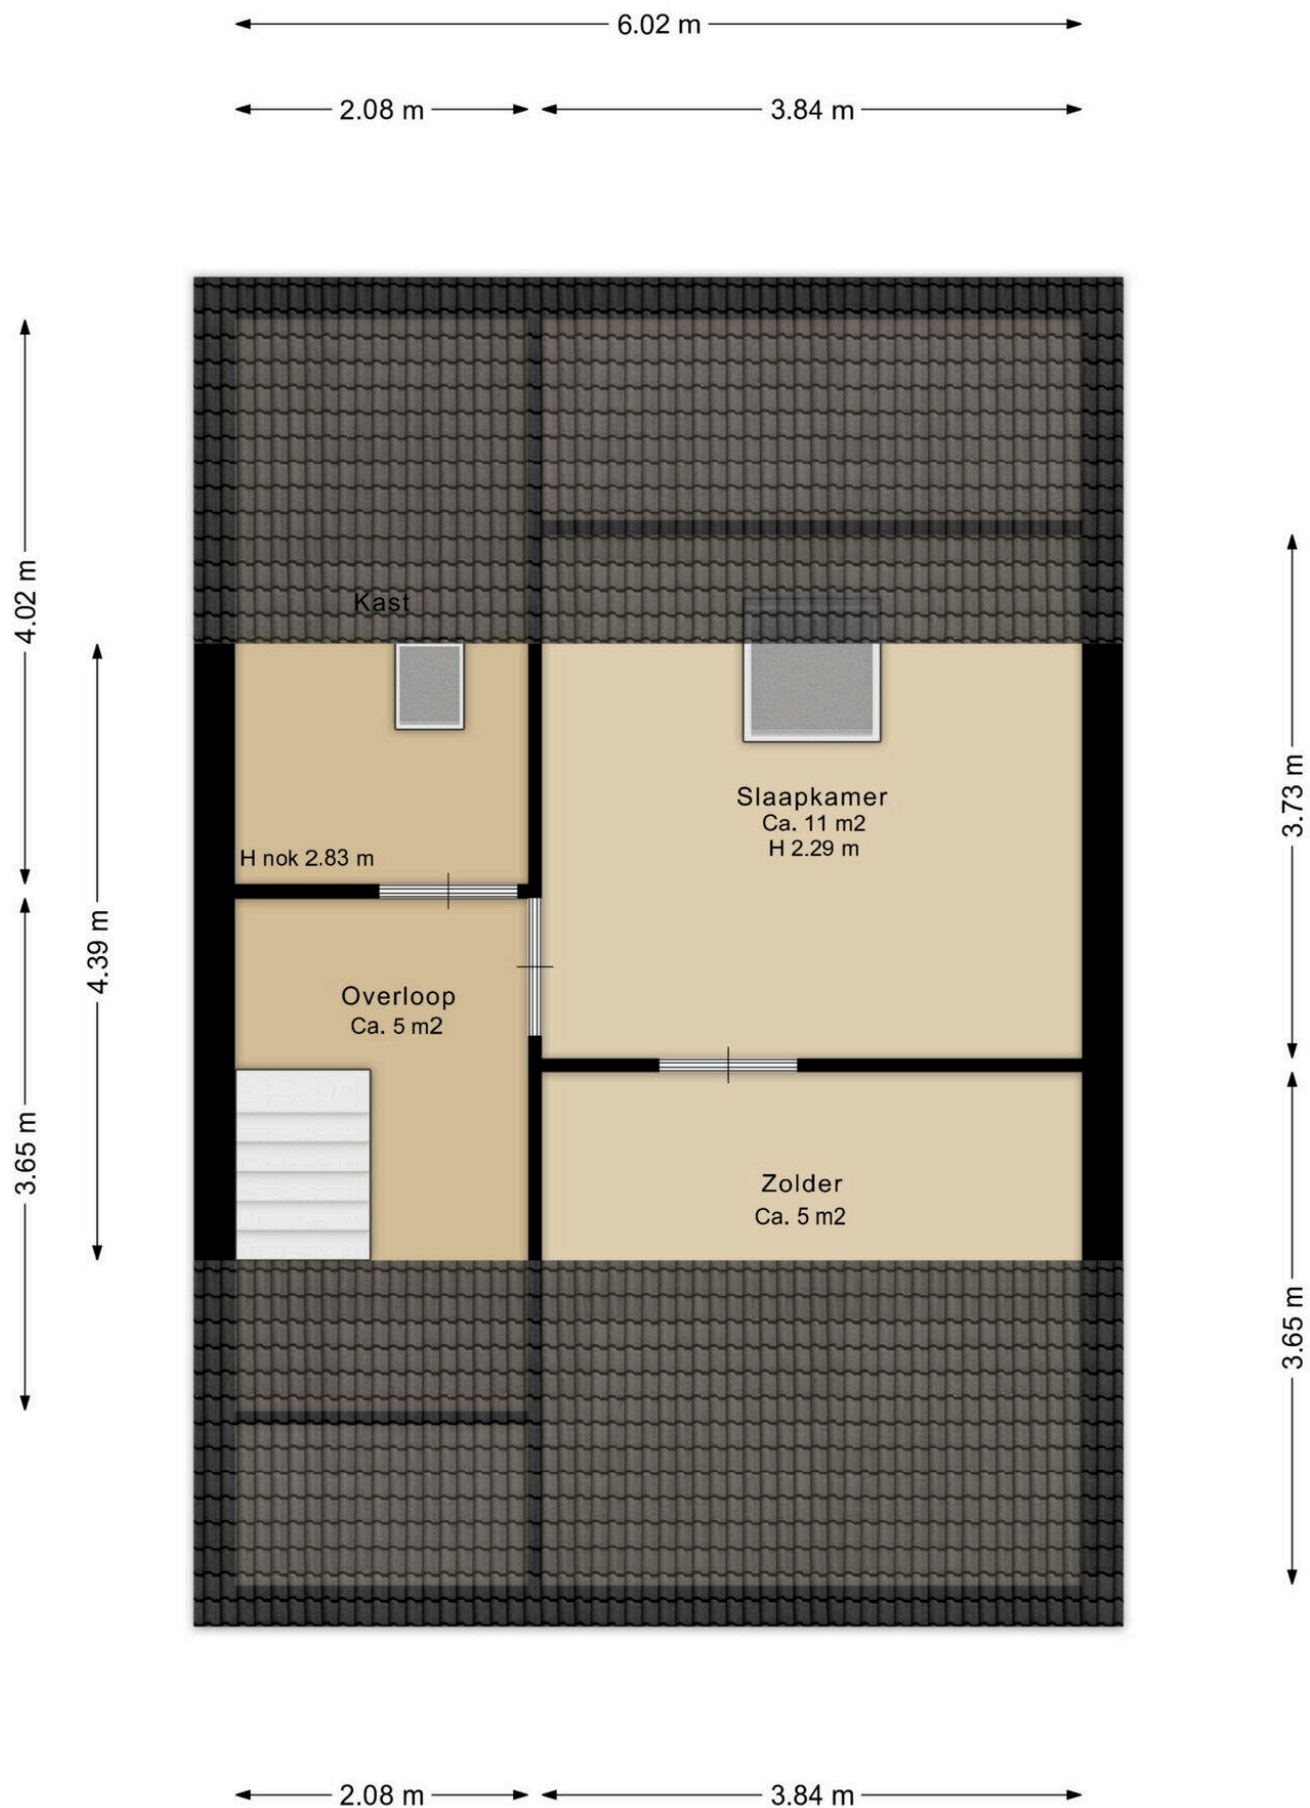 6.02 m
2.08 m
3.84 m
4.02 m
Kast
3.73 m
Slaapkamer
Ca. 11 m2
H 2.29 m
H nok 2.83 m
4.39 m
Overloop
Ca. 5 m2
3.65 m
Zolder
Ca. 5 m2
3.65 m
2.08 m
3.84 m